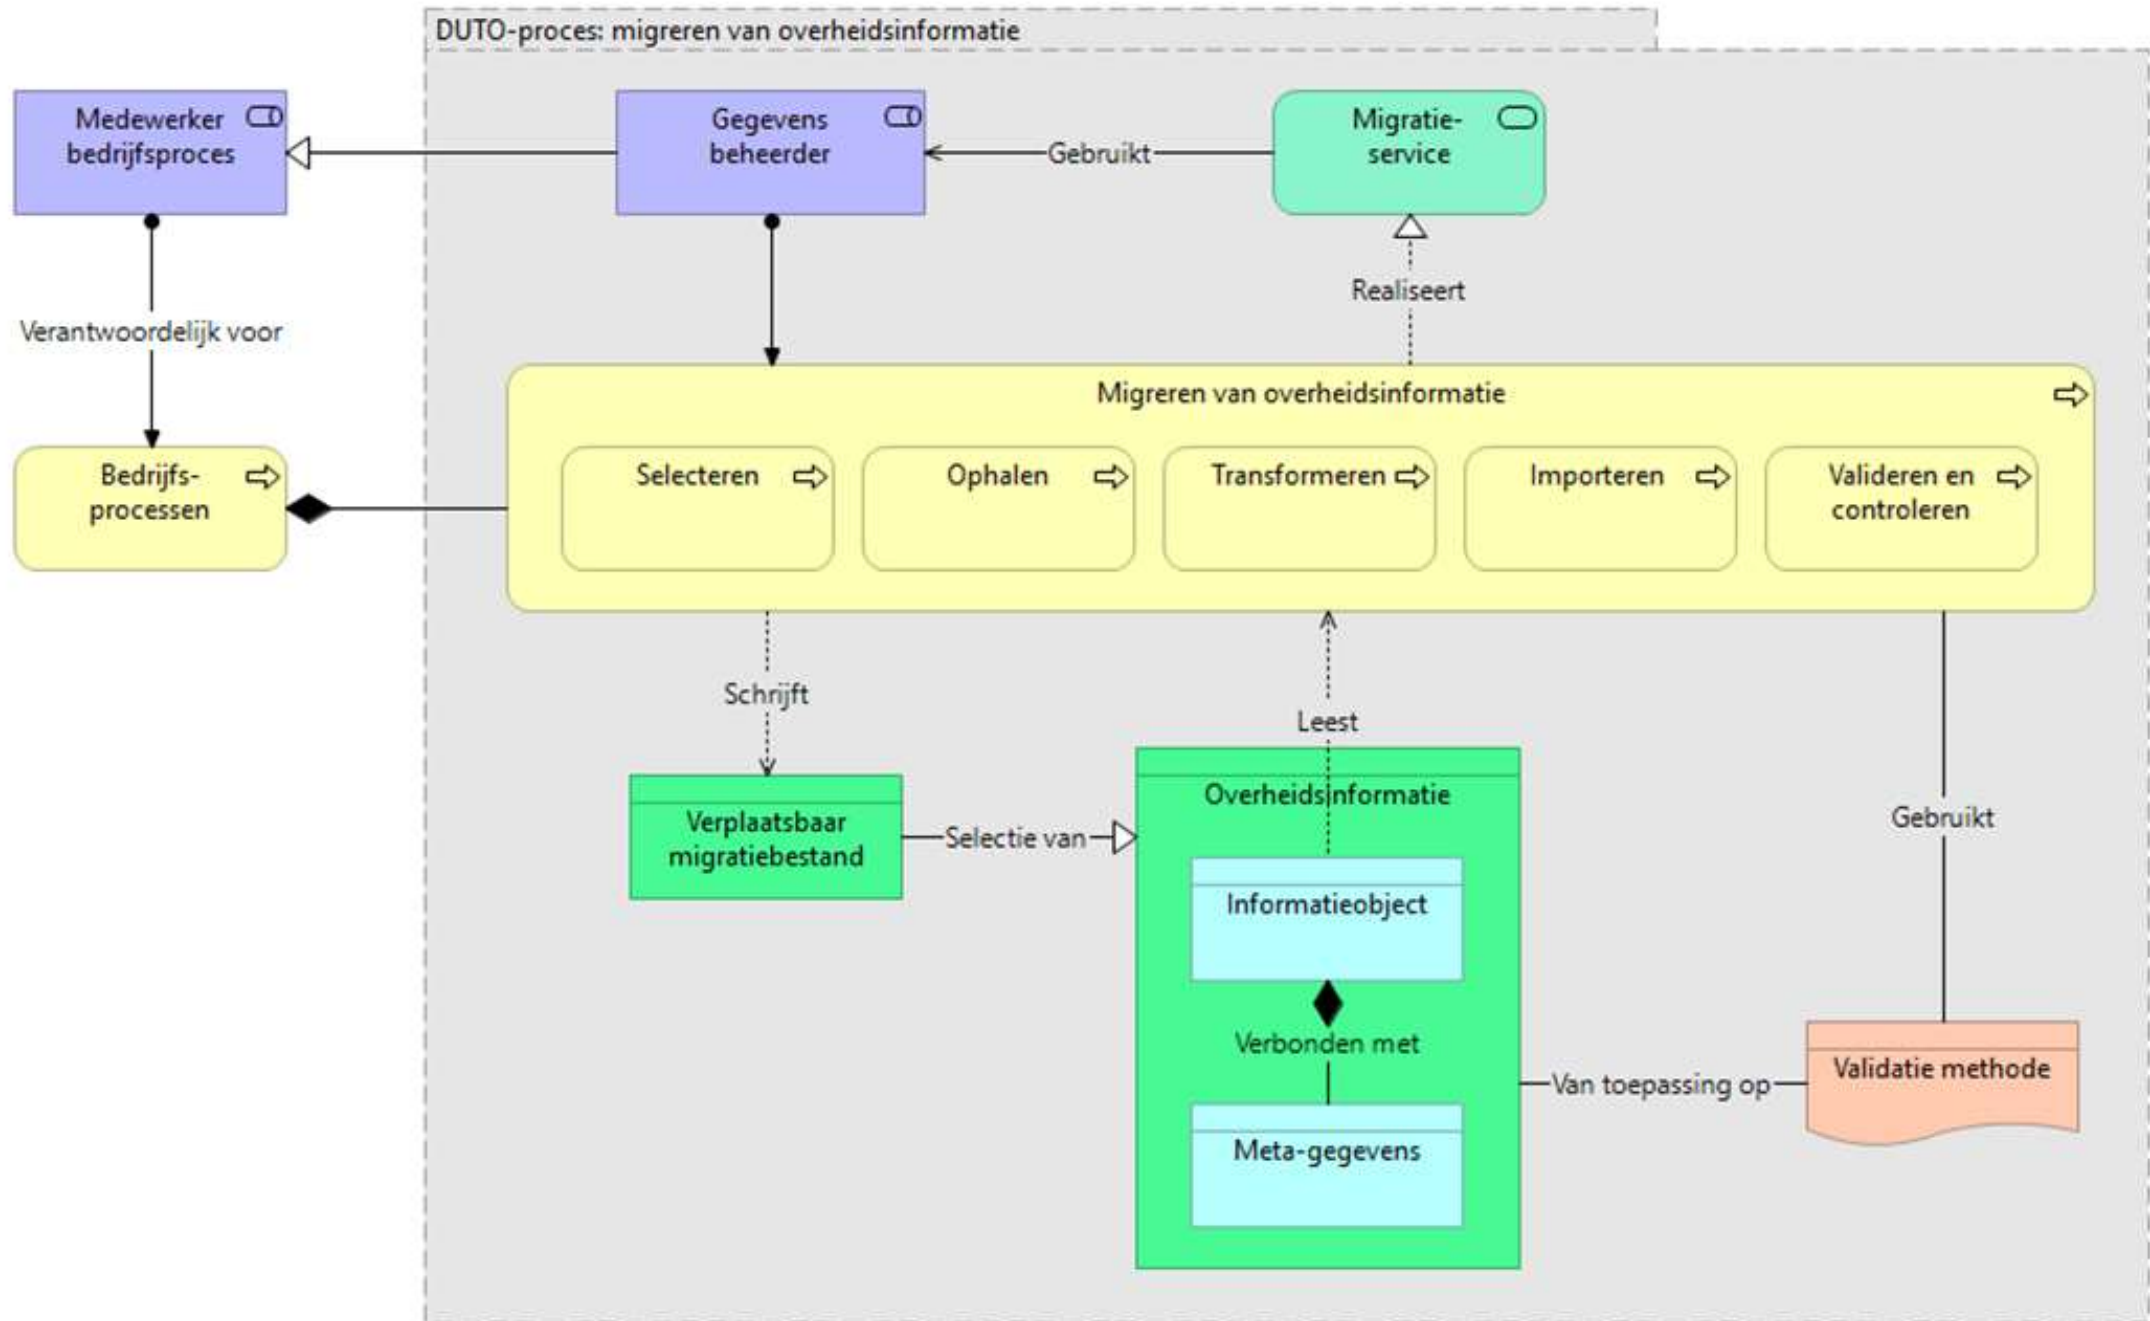 DUTO-proces: migreren van overheidsinformatie
Medewerker
bedrijfsproces
Gegevens
beheerder
Gebruikt
Migratie-
service
Realiseert
Verantwoordelijk voor
Migreren van overheidsinformatie
Bedrijfs-
processen
Selecteren
Ophalen
Transformeren
Importeren
Valideren en
controleren
Schrijft
Leest
Verplaatsbaar
migratiebestand
Selectie van
Overheidsinformatie
Gebruikt
Informatieobject
Verbonden met
Meta-gegevens
Van toepassing op
Validatie methode